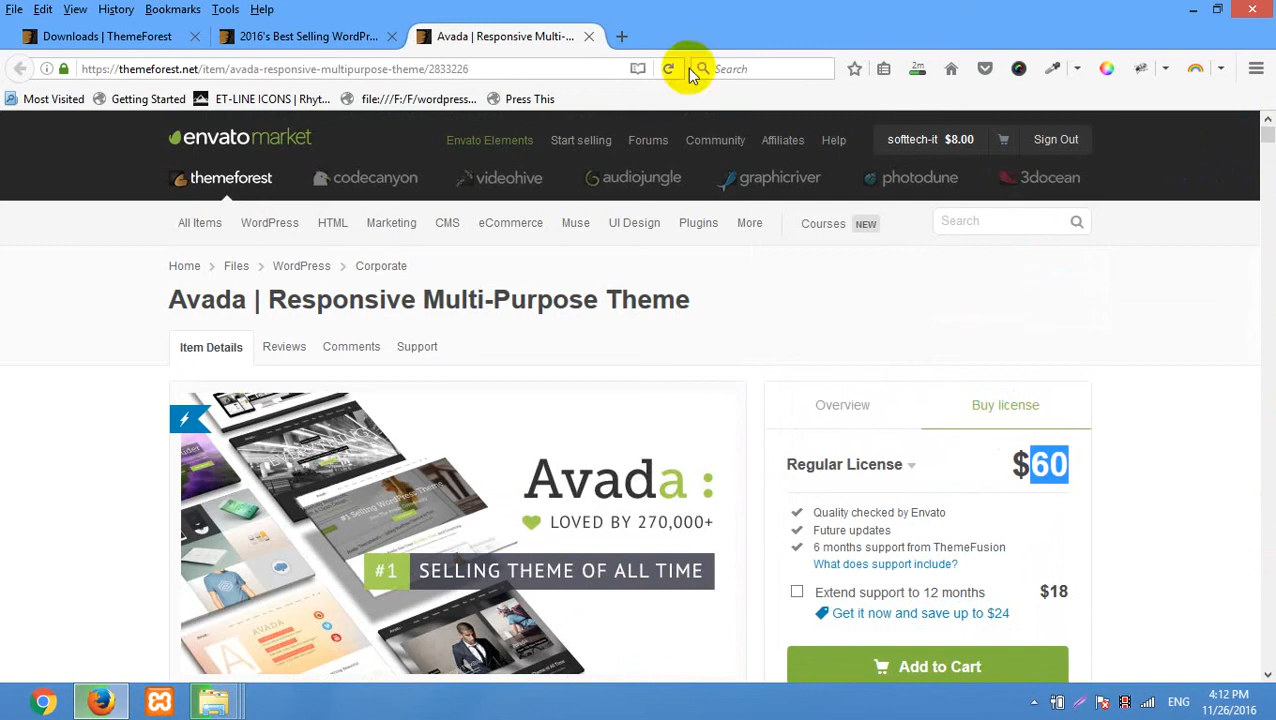 File Edit View History Bookmarks Tools Help
Downloads | ThemeForest
2016's Best Selling WordPr...
Avada | Responsive Multi-...
https://themeforest.net/item/avada-responsive-multipurpose-theme/2833226
Search
2m
Most Visited Getting Started ET-LINE ICONS | Rhyt... file:///F:/F/wordpress... Press This
envatomarket
Envato Elements Start selling Forums Community Affiliates Help softtech-it $8.00 Sign Out
themeforest codecanyon videohive audiojungle graphicriver photodune 3docean
All Items WordPress HTML Marketing CMS eCommerce Muse UI Design Plugins More Courses NEW Search
Home Files WordPress Corporate
Avada | Responsive Multi-Purpose Theme
Item Details Reviews Comments Support
Overview Buy license
Avada :
LOVED BY 270,000+
#1 SELLING THEME OF ALL TIME
Regular License $60
Quality checked by Envato
Future updates
6 months support from ThemeFusion
What does support include?
Extend support to 12 months $18
Get it now and save up to $24
Add to Cart
ENG
4:12 PM
11/26/2016